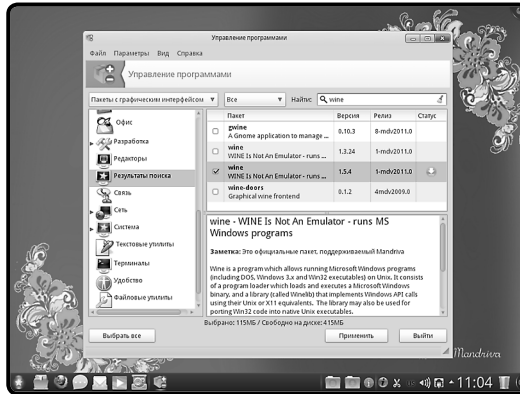 Управление программами
Файл Параметры Вид Справка
Управление программами
Пакеты с графическим интерфейсом Все Найти: wine
Пакет Версия Релиз Статус
Офис
Разработка
Редакторы
Результаты поиска
Связь
Сеть
Система
Текстовые утилиты
Терминалы
Удобство
Файловые утилиты
gwine
A Gnome application to manage ... 0.10.3 8-mdv2011.0
wine
WINE Is Not An Emulator - runs ... 1.3.24 1-mdv2011.0
wine
WINE Is Not An Emulator - runs ... 1.5.4 1-mdv2011.0
wine-doors
Graphical wine frontend 0.1.2 4mdv2009.0
wine - WINE Is Not An Emulator - runs MS
Windows programs
Заметка: Это официальные пакет, поддерживаемый Mandriva
Wine is a program which allows running Microsoft Windows programs
(including DOS, Windows 3.x and Win32 executables) on Unix. It consists
of a program loader which loads and executes a Microsoft Windows
binary, and a library (called Winelib) that implements Windows API calls
using their Unix or X11 equivalents. The library may also be used for
porting Win32 code into native Unix executables.
Выбрано: 115МБ / Свободно на диске: 415МБ
Выбрать все Применить Выйти
Mandriva
11:04